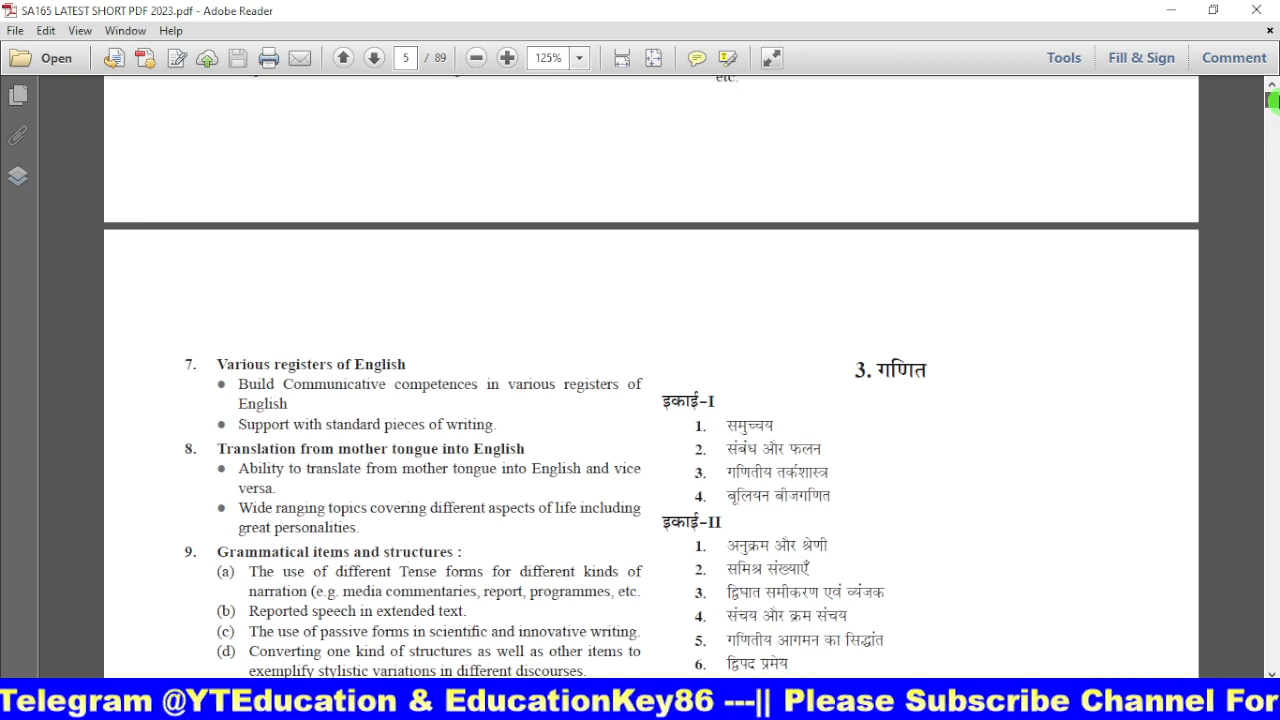 SA165 LATEST SHORT PDF 2023.pdf - Adobe Reader
File Edit View Window Help
Open 5 / 89 125% Tools Fill & Sign Comment
etc.
7. Various registers of English
● Build Communicative competences in various registers of
English
● Support with standard pieces of writing.
8. Translation from mother tongue into English
● Ability to translate from mother tongue into English and vice
versa.
● Wide ranging topics covering different aspects of life including
great personalities.
9. Grammatical items and structures :
(a) The use of different Tense forms for different kinds of
narration (e.g. media commentaries, report, programmes, etc.
(b) Reported speech in extended text.
(c) The use of passive forms in scientific and innovative writing.
(d) Converting one kind of structures as well as other items to
exemplify stylistic variations in different discourses.
3. गणित
इकाई-I
1. समुच्चय
2. संबंध और फलन
3. गणितीय तर्कशास्त्र
4. बूलियन बीजगणित
इकाई-II
1. अनुक्रम और श्रेणी
2. समिश्र संख्याएँ
3. द्विघात समीकरण एवं व्यंजक
4. संचय और क्रम संचय
5. गणितीय आगमन का सिद्धांत
6. द्विपद प्रमेय
Telegram @YTEducation & EducationKey86 ---|| Please Subscribe Channel For